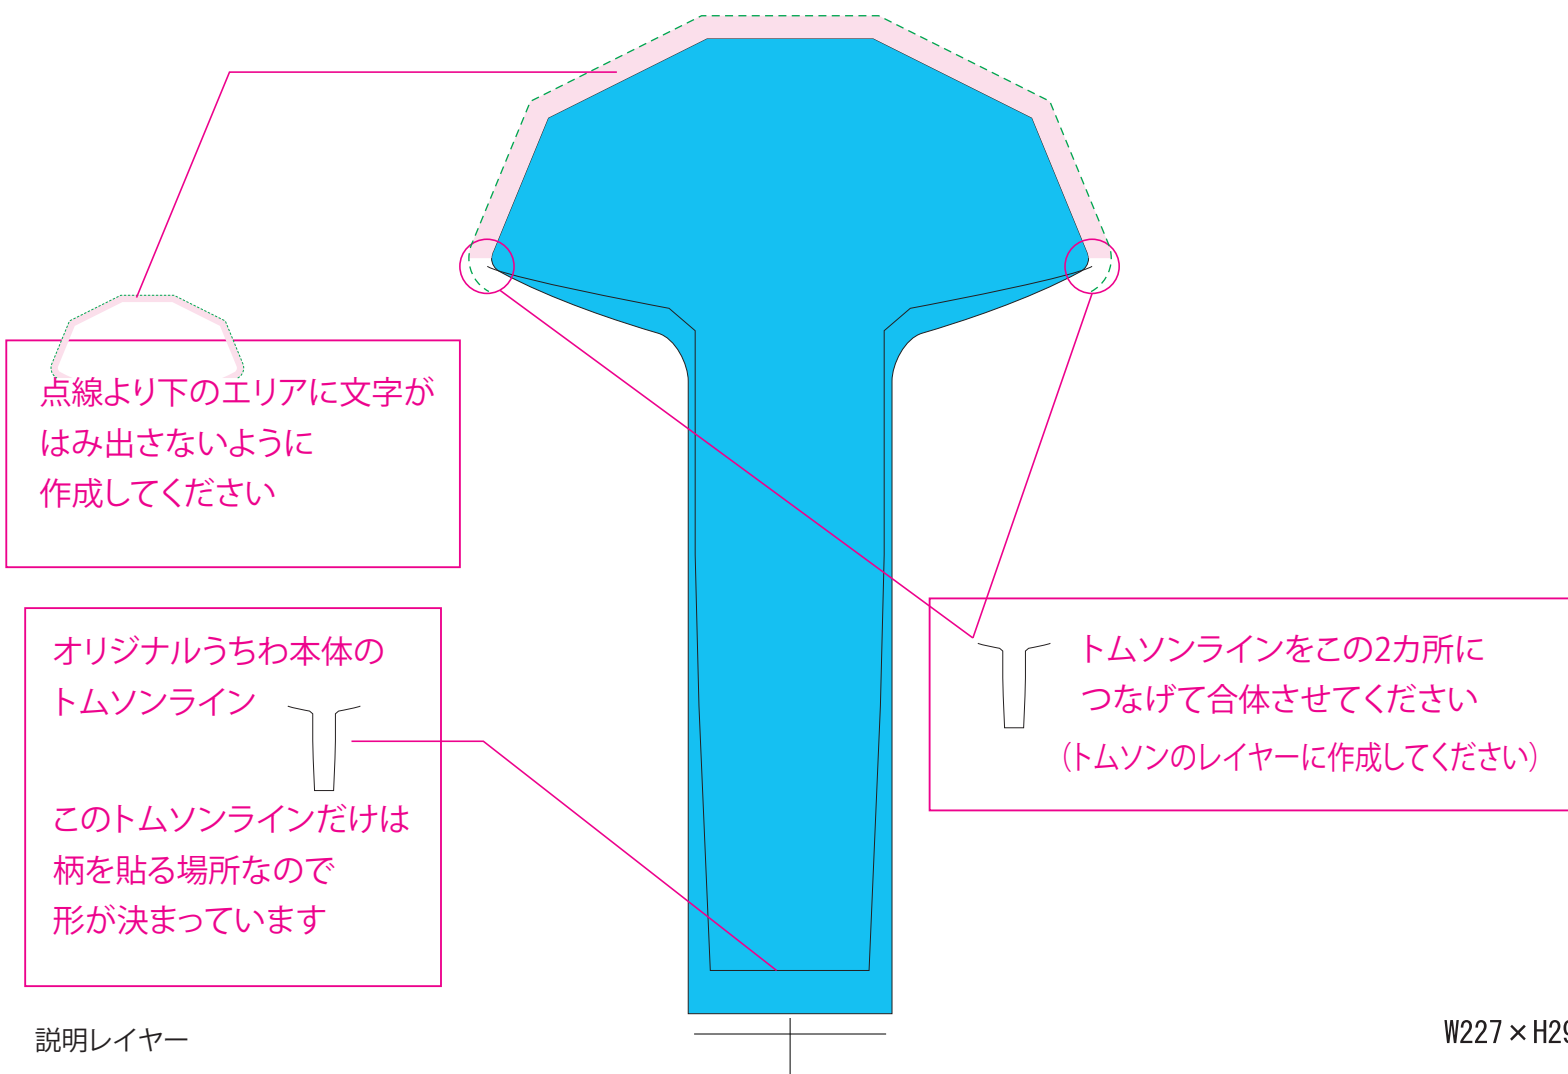 点線より下のエリアに文字が
はみ出さないように
作成してください
オリジナルうちわ本体の
トムソンライン
このトムソンラインだけは
柄を貼る場所なので
形が決まっています
トムソンラインをこの2カ所に
つなげて合体させてください
（トムソンのレイヤーに作成してください）
説明レイヤー
W227×H29